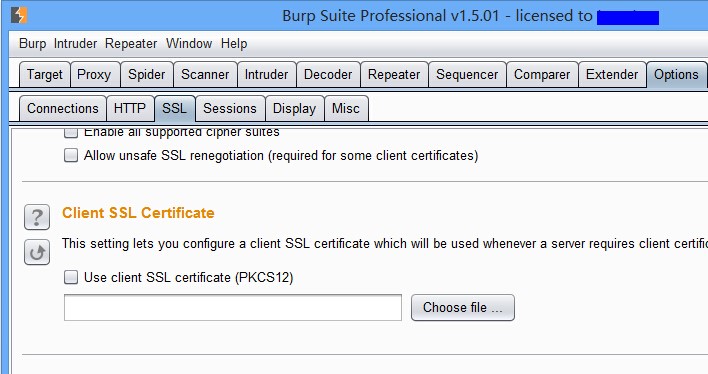 Burp Suite Professional v1.5.01 - licensed to
Burp Intruder Repeater Window Help
Target Proxy Spider Scanner Intruder Decoder Repeater Sequencer Comparer Extender Options
Connections HTTP SSL Sessions Display Misc
Enable all supported cipher suites
Allow unsafe SSL renegotiation (required for some client certificates)
? Client SSL Certificate
This setting lets you configure a client SSL certificate which will be used whenever a server requires client certific
Use client SSL certificate (PKCS12)
Choose file ...